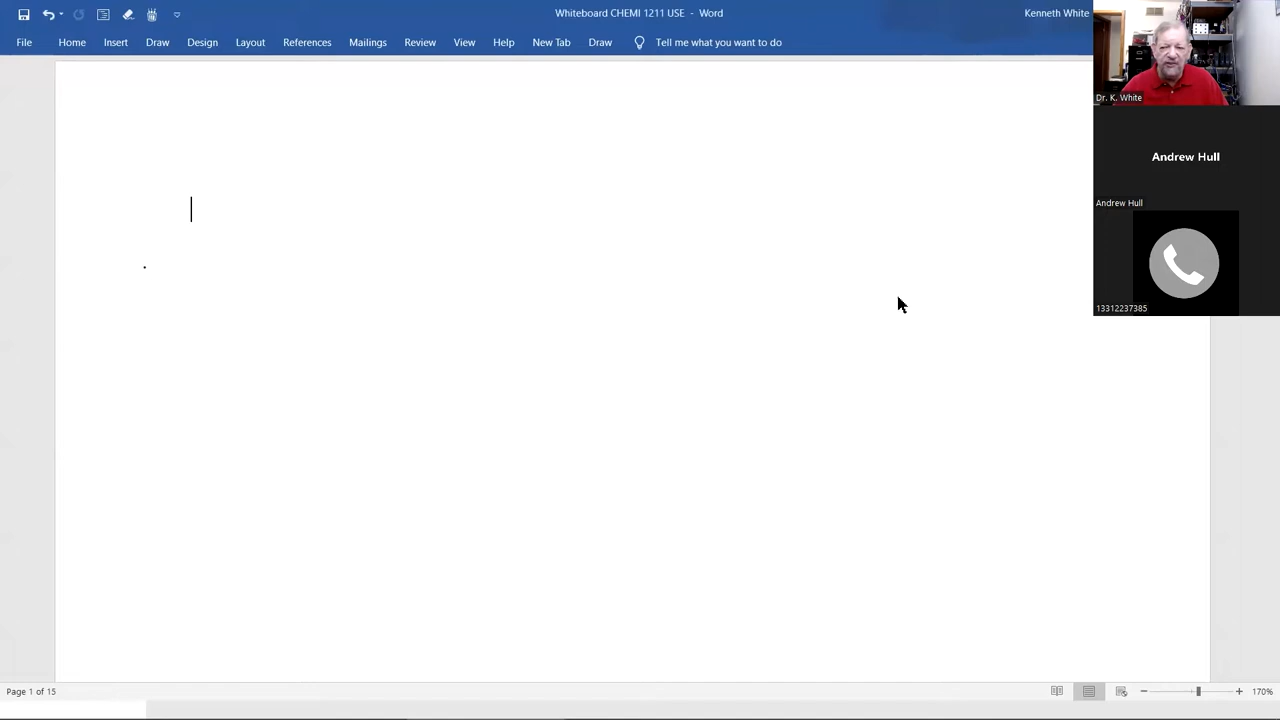 Whiteboard CHEMI 1211 USE - Word
Kenneth White
File Home Insert Draw Design Layout References Mailings Review View New Tab Draw Tell me what you want to do
Dr. K. White
Andrew Hull
Andrew Hull
13312237385
Page 1 of 15
170%